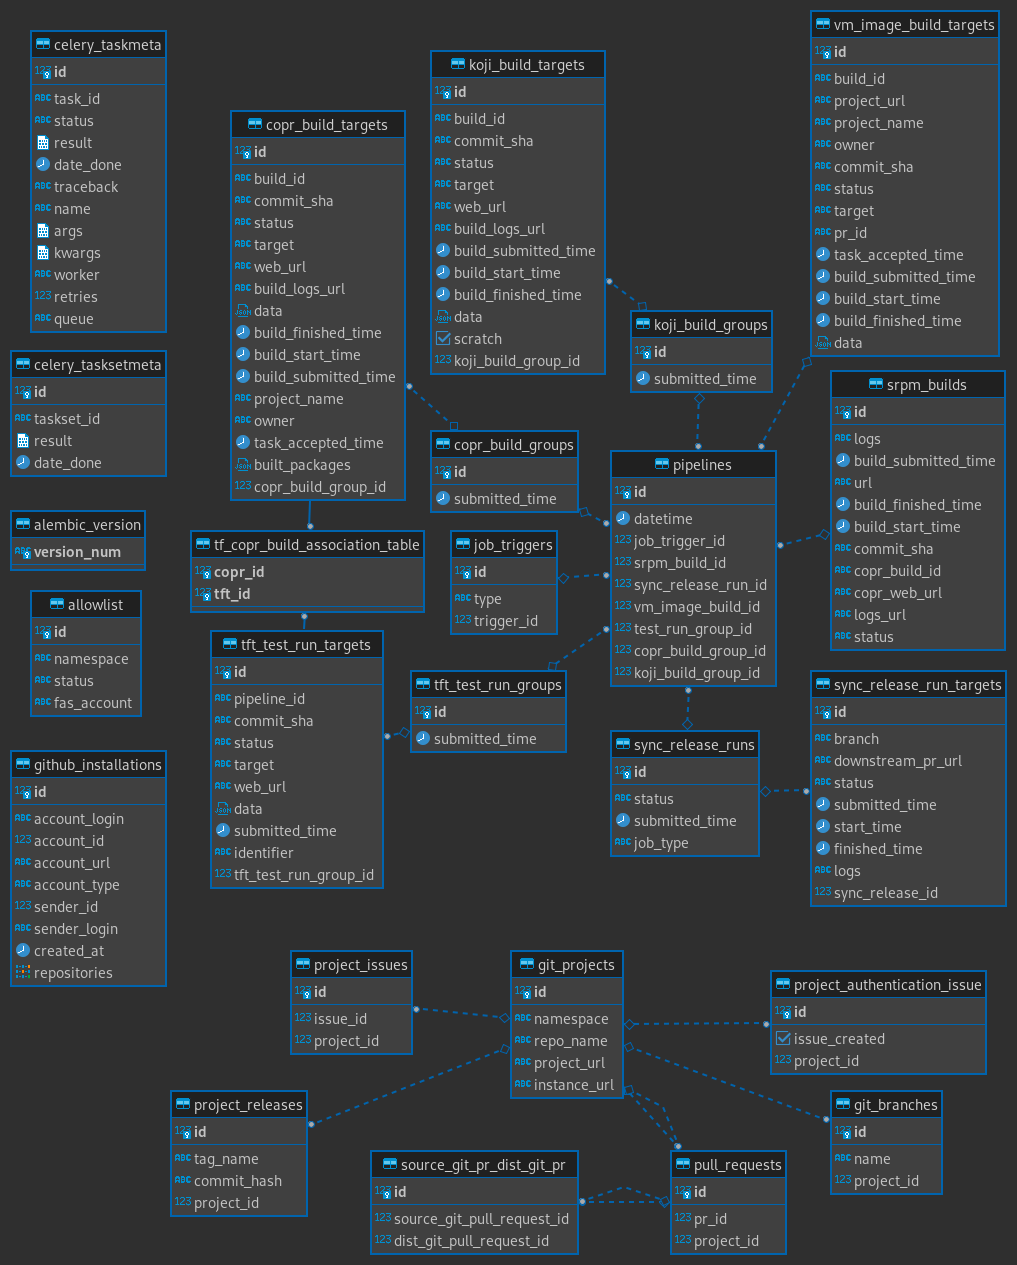 celery_taskmeta
id
task_id
status
result
date_done
traceback
name
args
kwargs
worker
retries
queue
celery_tasksetmeta
id
taskset_id
result
date_done
alembic_version
version_num
allowlist
id
namespace
status
fas_account
github_installations
id
account_login
account_id
account_url
account_type
sender_id
sender_login
created_at
repositories
copr_build_targets
id
build_id
commit_sha
status
target
web_url
build_logs_url
data
build_finished_time
build_start_time
build_submitted_time
project_name
owner
task_accepted_time
built_packages
copr_build_group_id
tf_copr_build_association_table
copr_id
tft_id
tft_test_run_targets
id
pipeline_id
commit_sha
status
target
web_url
data
submitted_time
identifier
tft_test_run_group_id
koji_build_targets
id
build_id
commit_sha
status
target
web_url
build_logs_url
build_submitted_time
build_start_time
build_finished_time
data
scratch
koji_build_group_id
copr_build_groups
id
submitted_time
job_triggers
id
type
trigger_id
tft_test_run_groups
id
submitted_time
koji_build_groups
id
submitted_time
pipelines
id
datetime
job_trigger_id
srpm_build_id
sync_release_run_id
vm_image_build_id
test_run_group_id
copr_build_group_id
koji_build_group_id
sync_release_runs
id
status
submitted_time
job_type
vm_image_build_targets
id
build_id
project_url
project_name
owner
commit_sha
status
target
pr_id
task_accepted_time
build_submitted_time
build_start_time
build_finished_time
data
srpm_builds
id
logs
build_submitted_time
url
build_finished_time
build_start_time
commit_sha
copr_build_id
copr_web_url
logs_url
status
sync_release_run_targets
id
branch
downstream_pr_url
status
submitted_time
start_time
finished_time
logs
sync_release_id
project_issues
id
issue_id
project_id
git_projects
id
namespace
repo_name
project_url
instance_url
project_authentication_issue
id
issue_created
project_id
project_releases
id
tag_name
commit_hash
project_id
source_git_pr_dist_git_pr
id
source_git_pull_request_id
dist_git_pull_request_id
pull_requests
id
pr_id
project_id
git_branches
id
name
project_id